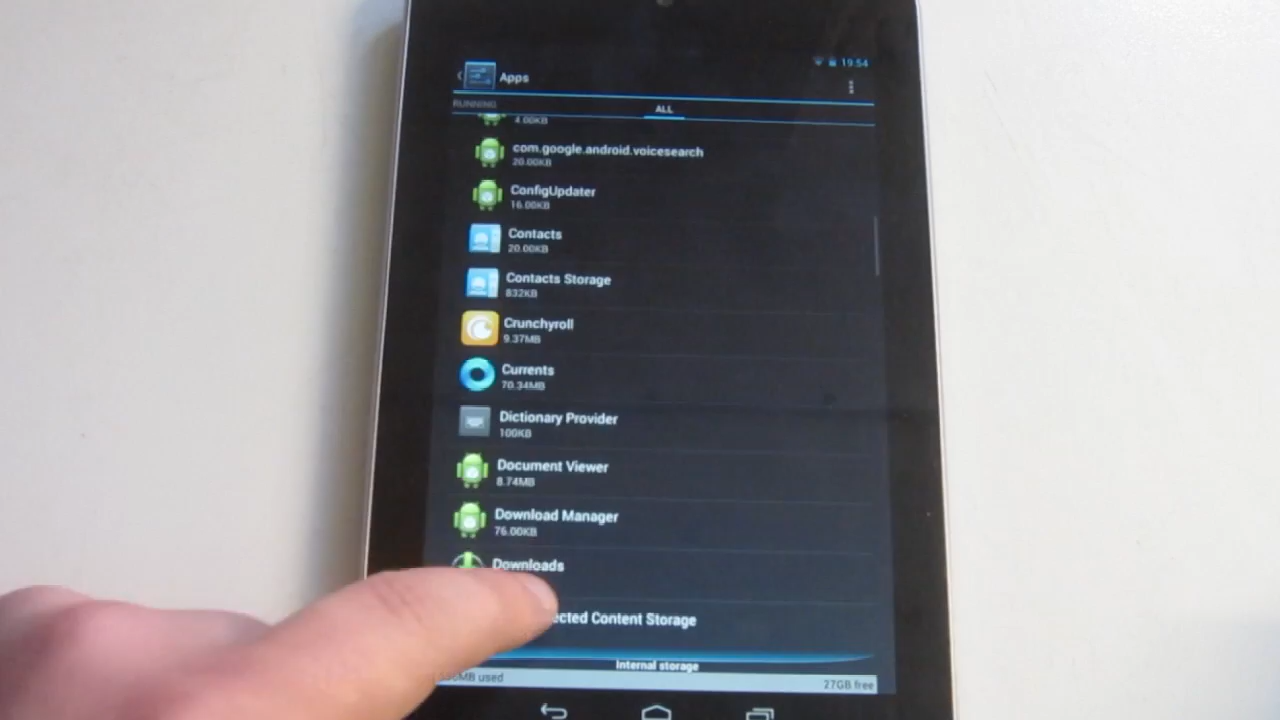 19:54
Apps
RUNNING
ALL
4.00KB
com.google.android.voicesearch
20.00KB
ConfigUpdater
16.00KB
Contacts
20.00KB
Contacts Storage
832KB
Crunchyroll
9.37MB
Currents
70.34MB
Dictionary Provider
100KB
Document Viewer
8.74MB
Download Manager
76.00KB
Downloads
Content Storage
Internal storage
used
27GB free